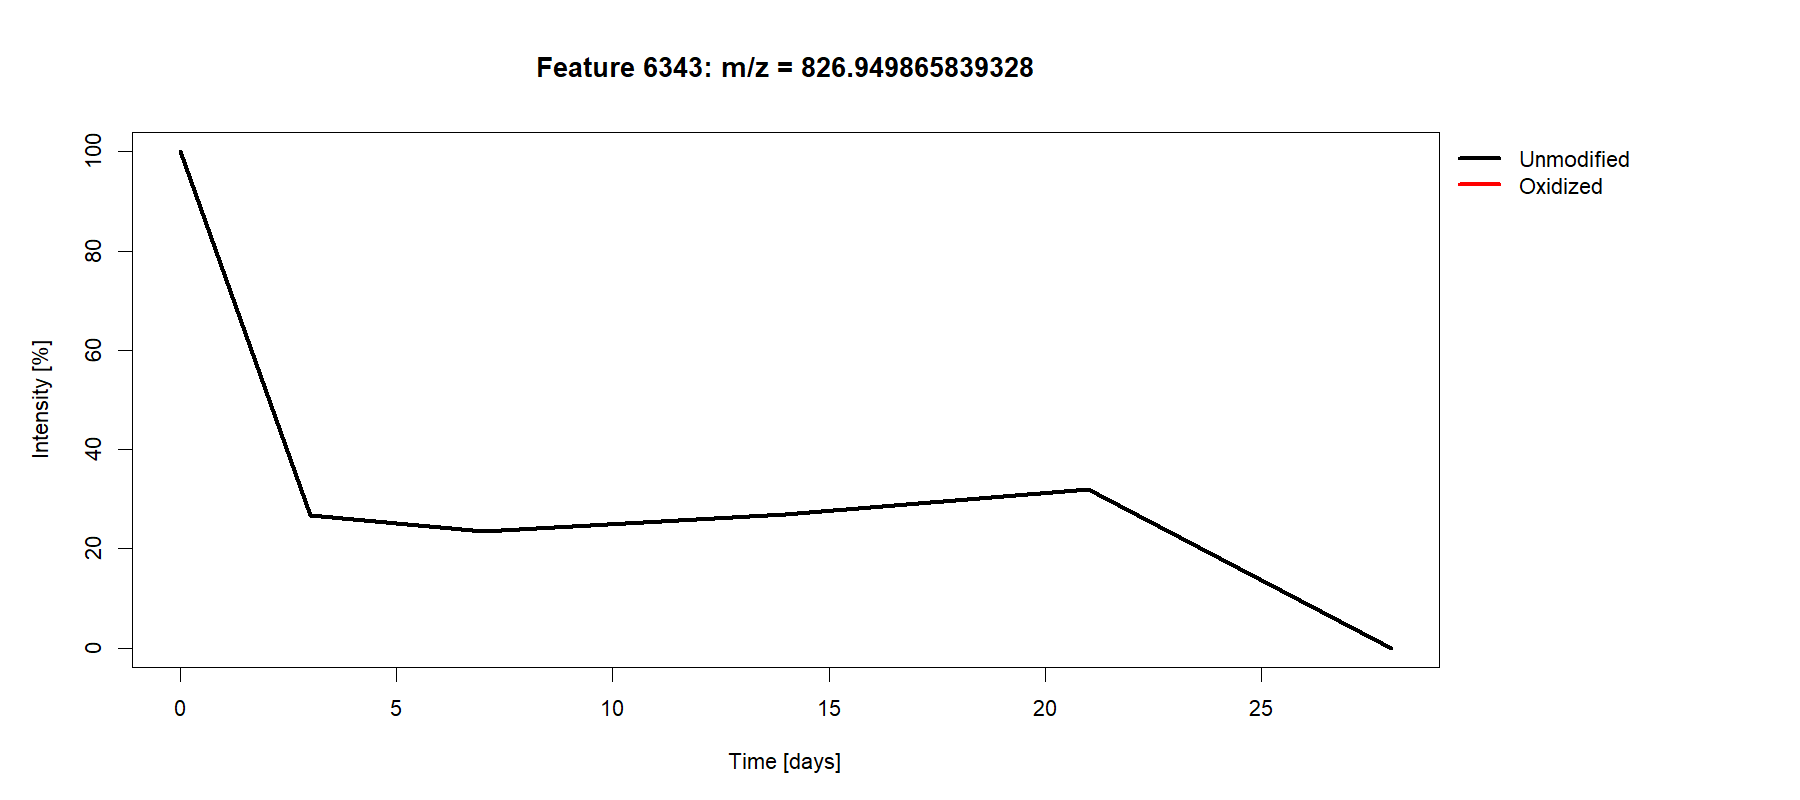 Feature 6343: m/z = 826.949865839328
Unmodified
Oxidized
Intensity [%]
100
80
60
40
20
0
0 5 10 15 20 25
Time [days]